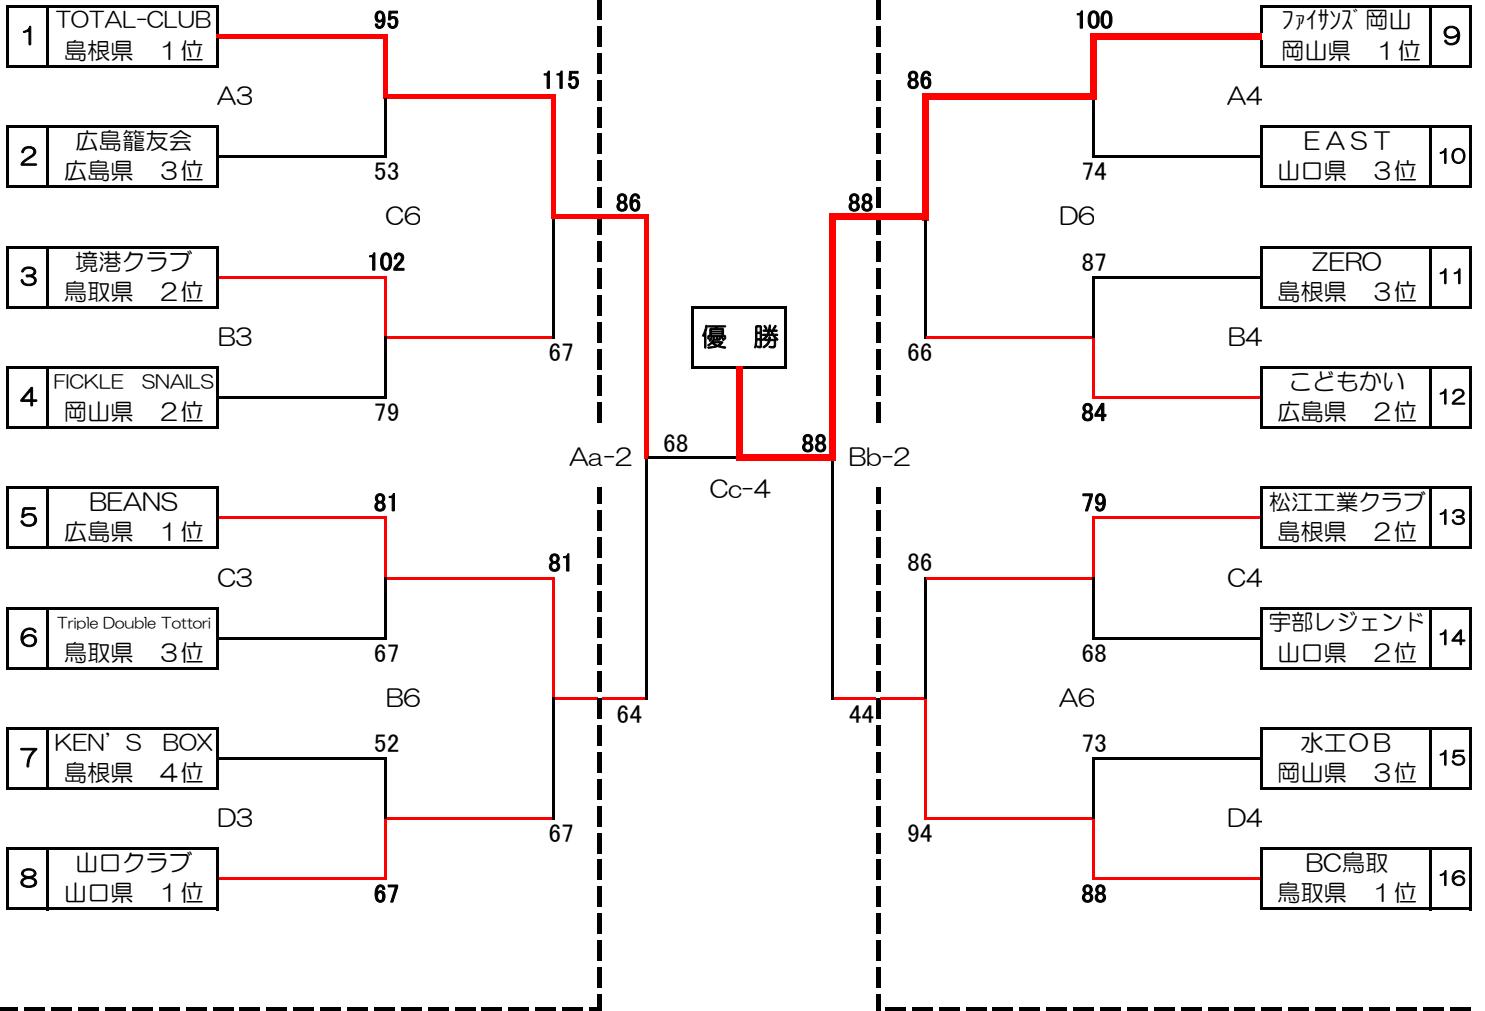 1
TOTAL-CLUB
島根県　1位
95
A3
2
広島籠友会
広島県　3位
53
115
C6
3
境港クラブ
鳥取県　2位
102
B3
4
FICKLE　SNAILS
岡山県　2位
79
67
86
Aa-2
5
BEANS
広島県　1位
81
C3
6
Triple Double Tottori
鳥取県　3位
67
81
B6
7
KEN'S　BOX
島根県　4位
52
D3
8
山口クラブ
山口県　1位
67
67
64
優　勝
68
88
Cc-4
100
ﾌｧｲｻﾝｽﾞ岡山
岡山県　1位
9
A4
86
EAST
山口県　3位
10
74
88
D6
87
ZERO
島根県　3位
11
B4
66
こどもかい
広島県　2位
12
84
Bb-2
79
松江工業クラブ
島根県　2位
13
C4
86
宇部レジェンド
山口県　2位
14
68
44
A6
73
水工OB
岡山県　3位
15
D4
94
BC鳥取
鳥取県　1位
16
88